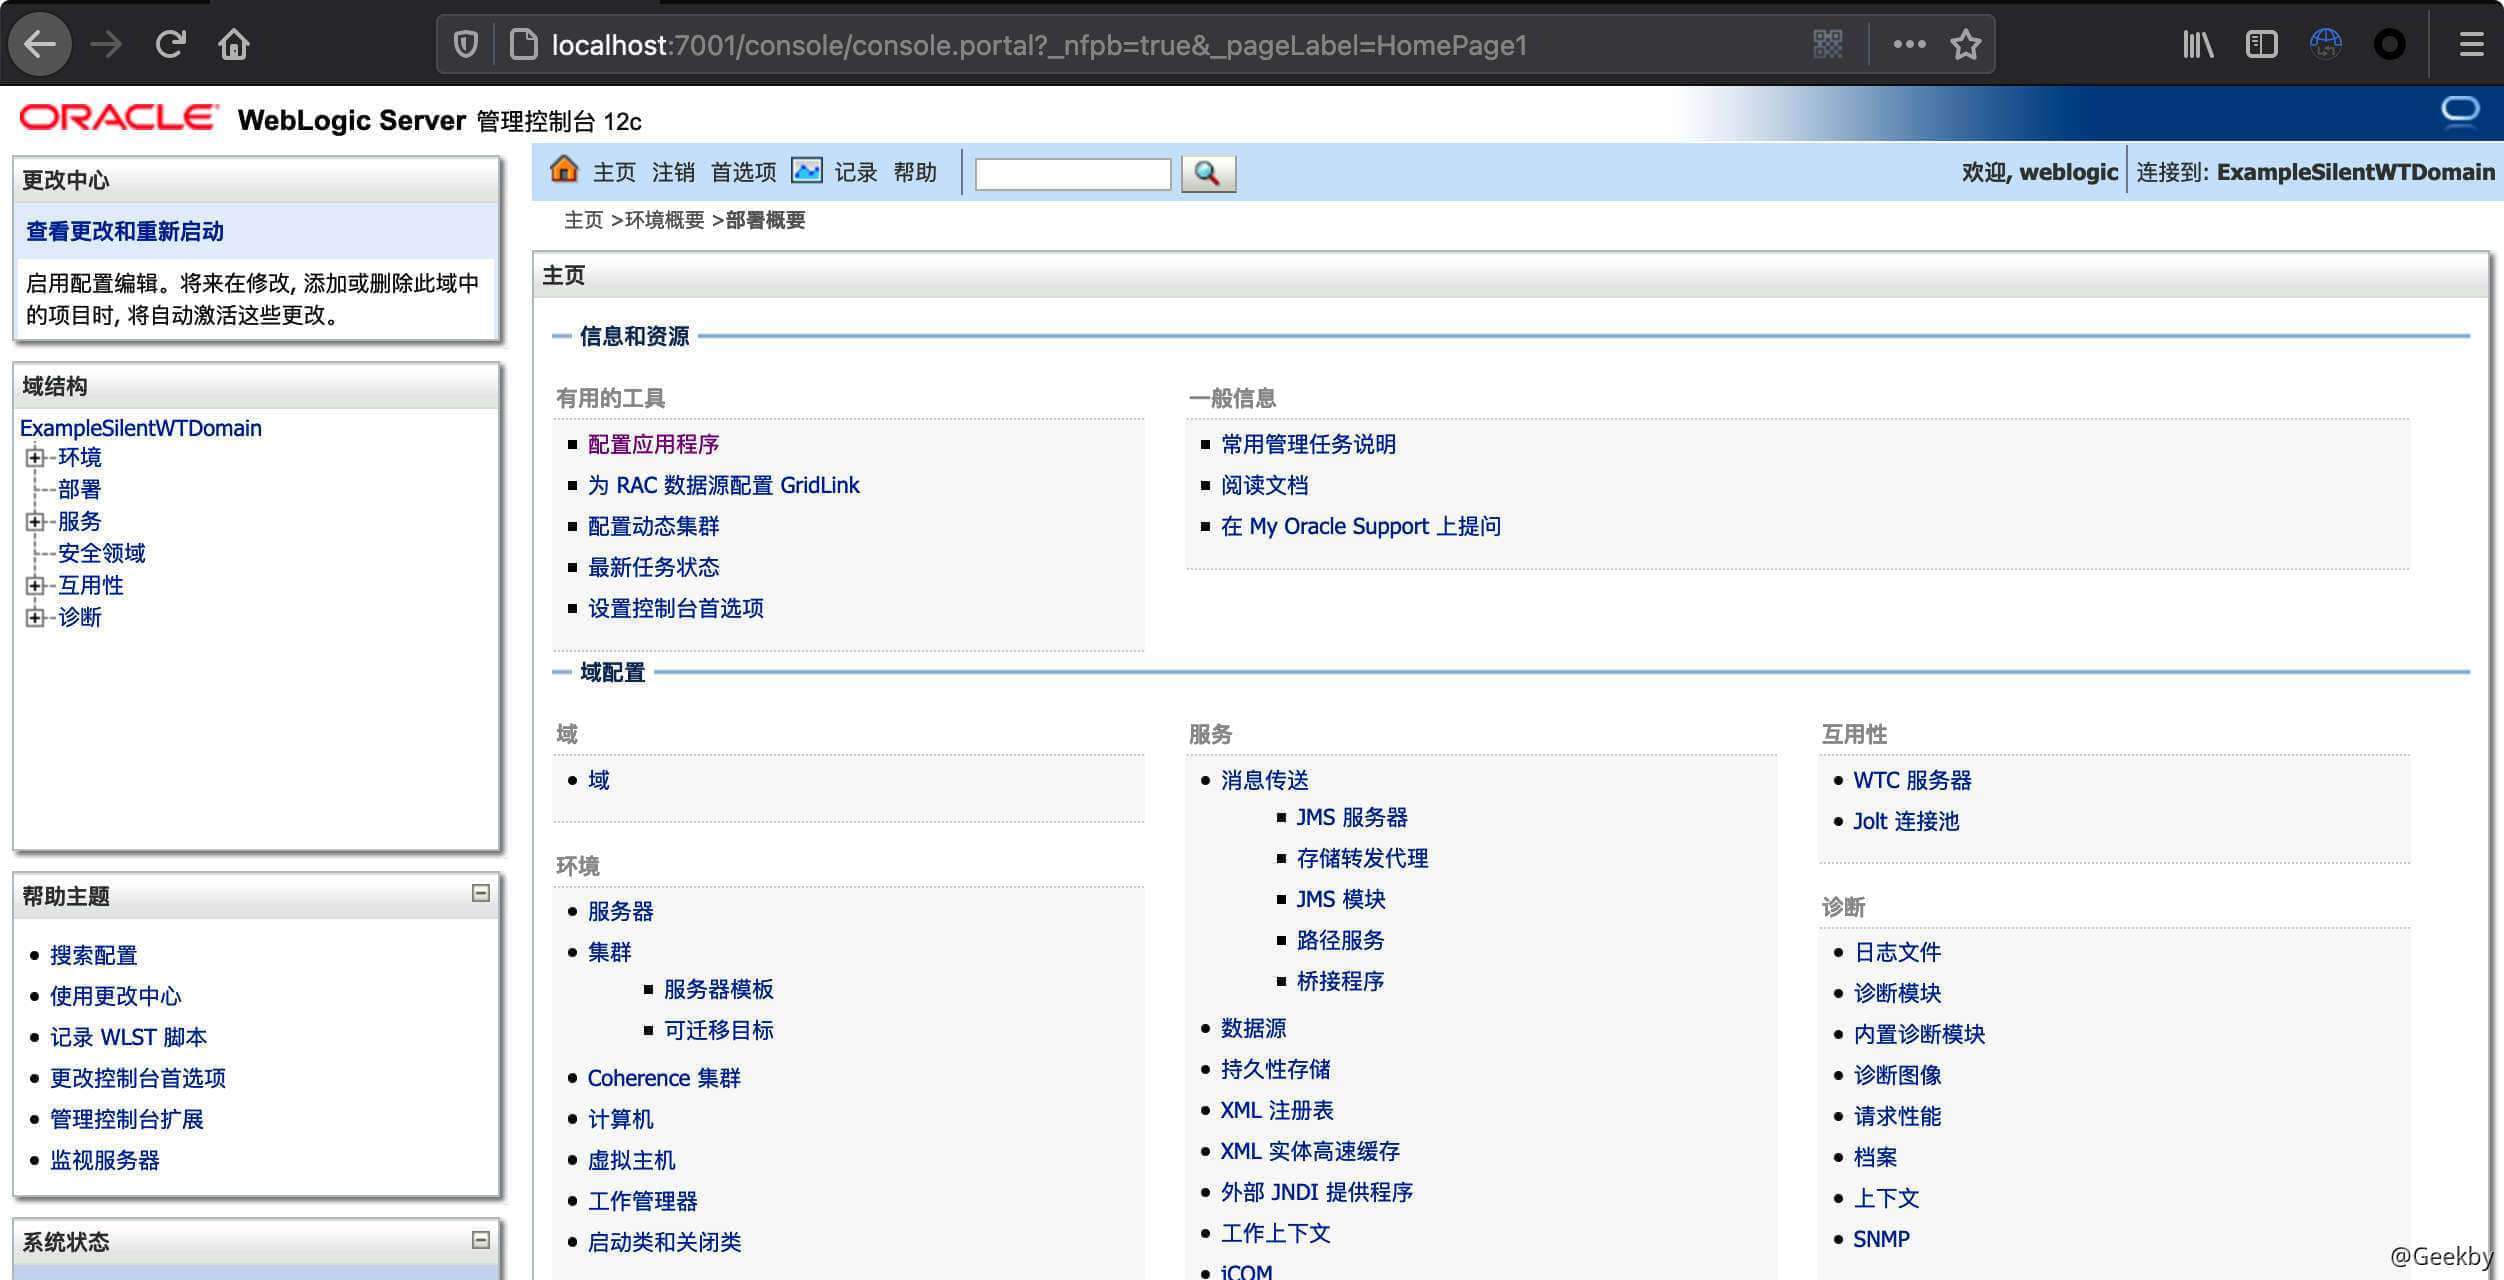 localhost:7001/console/console.portal?_nfpb=true&_pageLabel=HomePage1
ORACLE WebLogic Server 管理控制台 12c
更改中心
查看更改和重新启动
启用配置编辑。将来在修改, 添加或删除此域中
的项目时, 将自动激活这些更改。
域结构
ExampleSilentWTDomain
环境
部署
服务
安全领域
互用性
诊断
帮助主题
搜索配置
使用更改中心
记录 WLST 脚本
更改控制台首选项
管理控制台扩展
监视服务器
系统状态
主页 注销 首选项 记录 帮助
欢迎, weblogic 连接到: ExampleSilentWTDomain
主页 >环境概要 >部署概要
主页
信息和资源
有用的工具
配置应用程序
为 RAC 数据源配置 GridLink
配置动态集群
最新任务状态
设置控制台首选项
一般信息
常用管理任务说明
阅读文档
在 My Oracle Support 上提问
域配置
域
域
环境
服务器
集群
服务器模板
可迁移目标
Coherence 集群
计算机
虚拟主机
工作管理器
启动类和关闭类
服务
消息传送
JMS 服务器
存储转发代理
JMS 模块
路径服务
桥接程序
数据源
持久性存储
XML 注册表
XML 实体高速缓存
外部 JNDI 提供程序
工作上下文
jCOM
互用性
WTC 服务器
Jolt 连接池
诊断
日志文件
诊断模块
内置诊断模块
诊断图像
请求性能
档案
上下文
SNMP
@Geekby